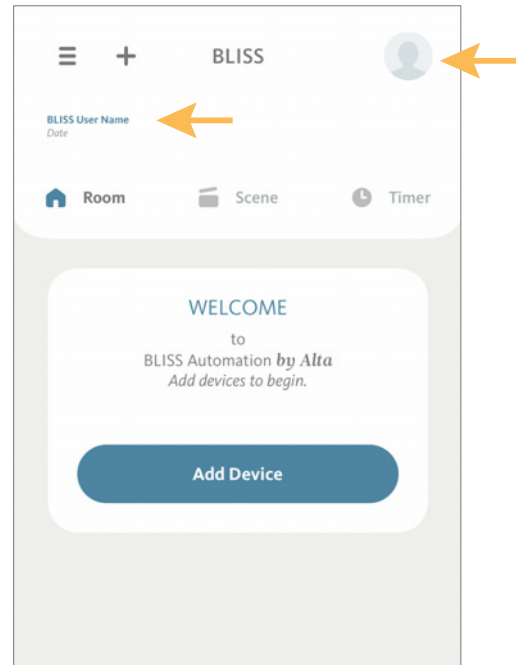 BLISS
BLISS User Name
Date
Room Scene Timer
WELCOME
to
BLISS Automation by Alta
Add devices to begin.
Add Device